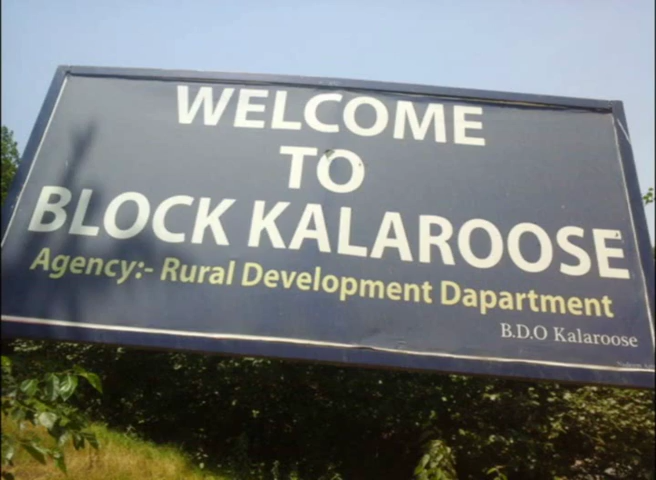 WELCOME
TO
BLOCK KALAROOSE
Agency:- Rural Development Dapartment
B.D.O Kalaroose